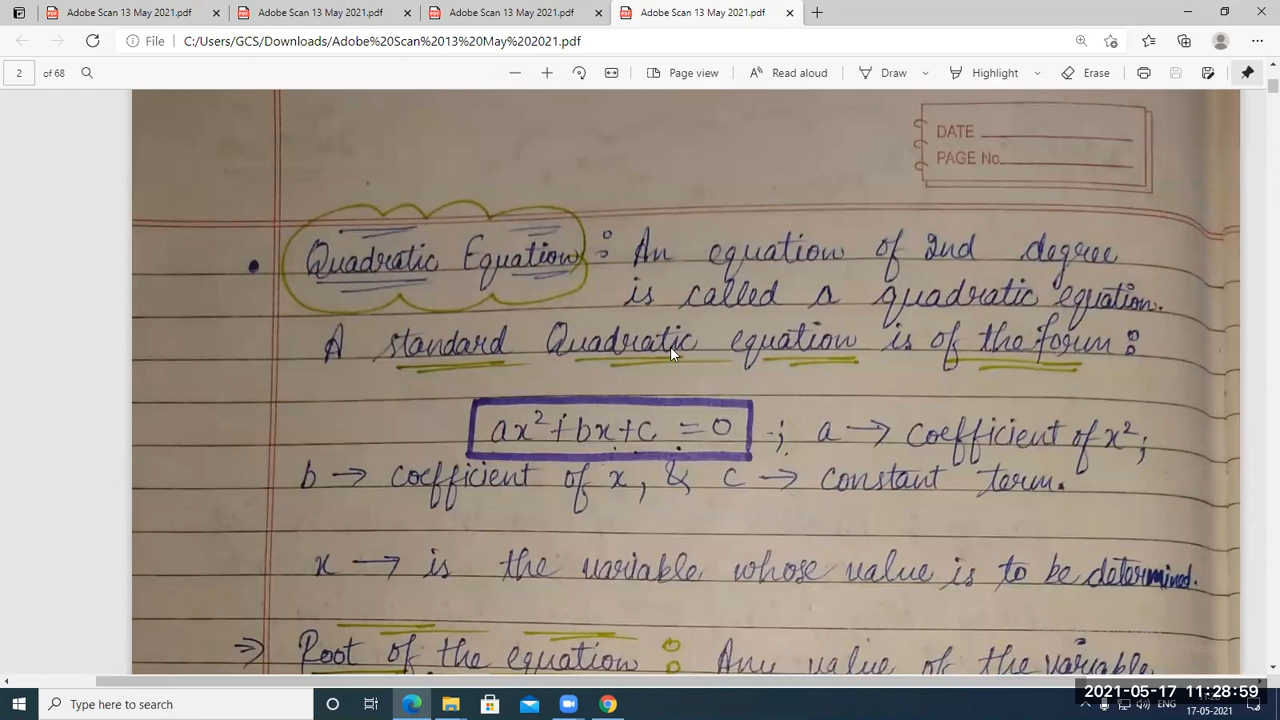 Adobe Scan 13 May 2021.pdf
Adobe Scan 13 May 2021.pdf
Adobe Scan 13 May 2021.pdf
Adobe Scan 13 May 2021.pdf
File C:/Users/GCS/Downloads/Adobe%20Scan%2013%20May%202021.pdf
2 of 68 Page view Read aloud Draw Highlight Erase
DATE
PAGE No.
• Quadratic Equation : An equation of 2nd degree
is called a quadratic equation.
A standard Quadratic equation is of the form :
ax²+bx+c = 0 ; a → coefficient of x²;
b → coefficient of x, & c → constant term.
x → is the variable whose value is to be determined.
⇒ Root of the equation : Any value of the variable
Type here to search
ENG
17-05-2021
2021-05-17 11:28:59